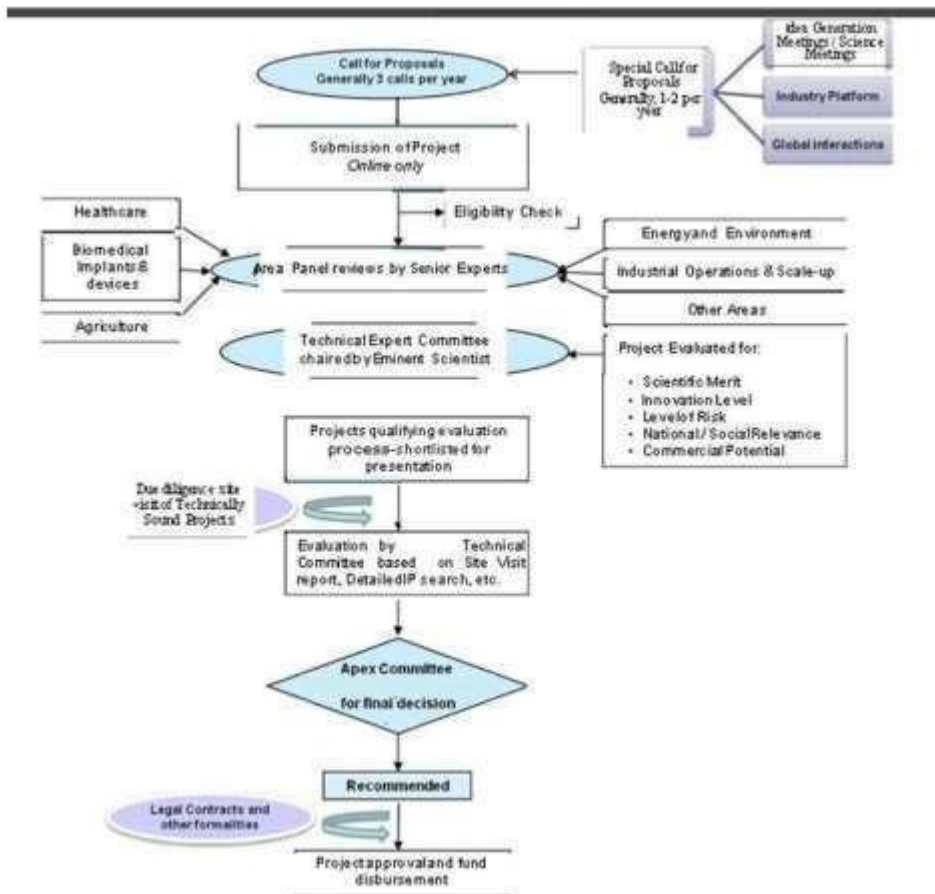 Call for Proposals
Generally 3 calls per year
Special Call for
Proposals
Generally, 1-2 per
year
Idea Generation
Meetings / Science
Meetings
Industry Platform
Global interactions
Submission of Project
Online only
Eligibility Check
Healthcare
Biomedical
Implants &
devices
Agriculture
Area Panel reviews by Senior Experts
Energy and Environment
Industrial Operations & Scale-up
Other Areas
Technical Expert Committee
chaired by Eminent Scientist
Project Evaluated for:
• Scientific Merit
• Innovation Level
• Level of Risk
• National / Social Relevance
• Commercial Potential
Projects qualifying evaluation
process-shortlisted for
presentation
Due diligence site
visit of Technically
Sound Projects
Evaluation by Technical
Committee based on Site Visit
report, Detailed IP search, etc.
Apex Committee
for final decision
Recommended
Legal Contracts and
other formalities
Project approval and fund
disbursement